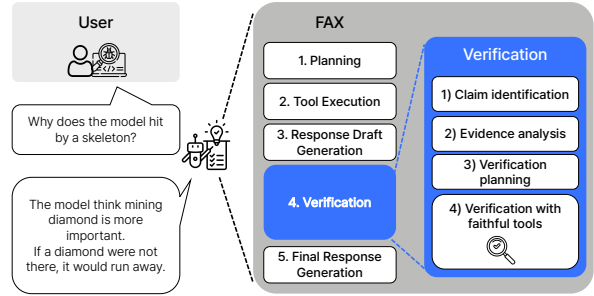 User
Why does the model hit
by a skeleton?
The model think mining
diamond is more
important.
If a diamond were not
there, it would run away.
FAX
1. Planning
2. Tool Execution
3. Response Draft
Generation
4. Verification
5. Final Response
Generation
Verification
1) Claim identification
2) Evidence analysis
3) Verification
planning
4) Verification with
faithful tools